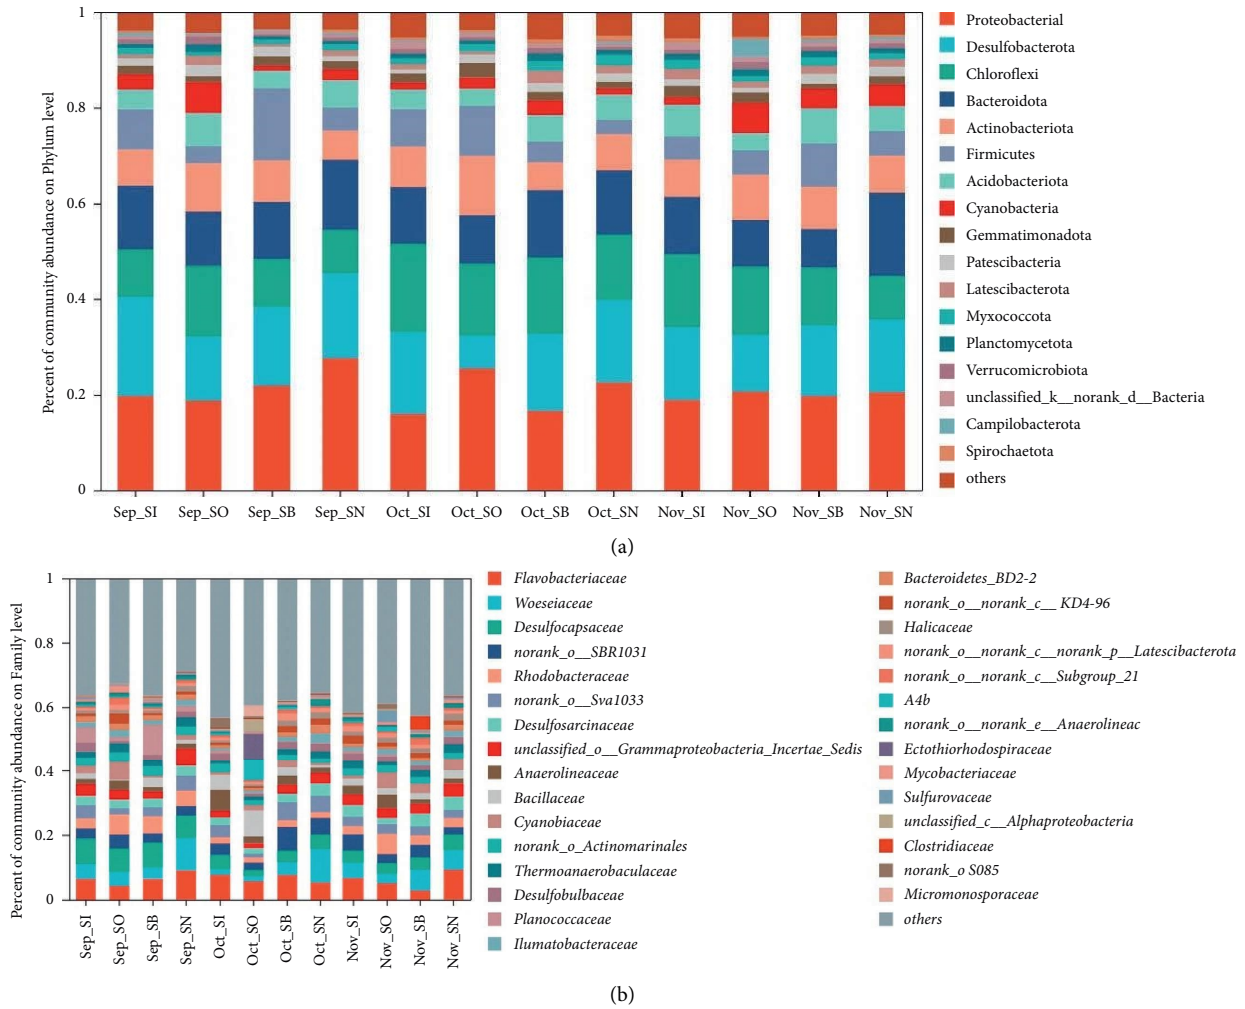 Percent of community abundance on Phylum level
1
0.8
0.6
0.4
0.2
0
Sep_SI Sep_SO Sep_SB Sep_SN Oct_SI Oct_SO Oct_SB Oct_SN Nov_SI Nov_SO Nov_SB Nov_SN
Proteobacterial
Desulfobacterota
Chloroflexi
Bacteroidota
Actinobacteriota
Firmicutes
Acidobacteriota
Cyanobacteria
Gemmatimonadota
Patescibacteria
Latescibacterota
Myxococcota
Planctomycetota
Verrucomicrobiota
unclassified_k__norank_d__Bacteria
Campilobacterota
Spirochaetota
others
(a)
Percent of community abundance on Family level
1
0.8
0.6
0.4
0.2
0
Sep_SI Sep_SO Sep_SB Sep_SN Oct_SI Oct_SO Oct_SB Oct_SN Nov_SI Nov_SO Nov_SB Nov_SN
Flavobacteriaceae
Woeseiaceae
Desulfocapsaceae
norank_o__SBR1031
Rhodobacteraceae
norank_o__Sva1033
Desulfosarcinaceae
unclassified_o__Grammaproteobacteria_Incertae_Sedis
Anaerolineaceae
Bacillaceae
Cyanobiaceae
norank_o_Actinomarinales
Thermoanaerobaculaceae
Desulfobulbaceae
Planococcaceae
Ilumatobacteraceae
Bacteroidetes_BD2-2
norank_o__norank_c__ KD4-96
Halicaceae
norank_o__norank_c__norank_p__Latescibacterota
norank_o__norank_c__Subgroup_21
A4b
norank_o__norank_e__Anaerolineac
Ectothiorhodospiraceae
Mycobacteriaceae
Sulfurovaceae
unclassified_c__Alphaproteobacteria
Clostridiaceae
norank_o S085
Micromonosporaceae
others
(b)